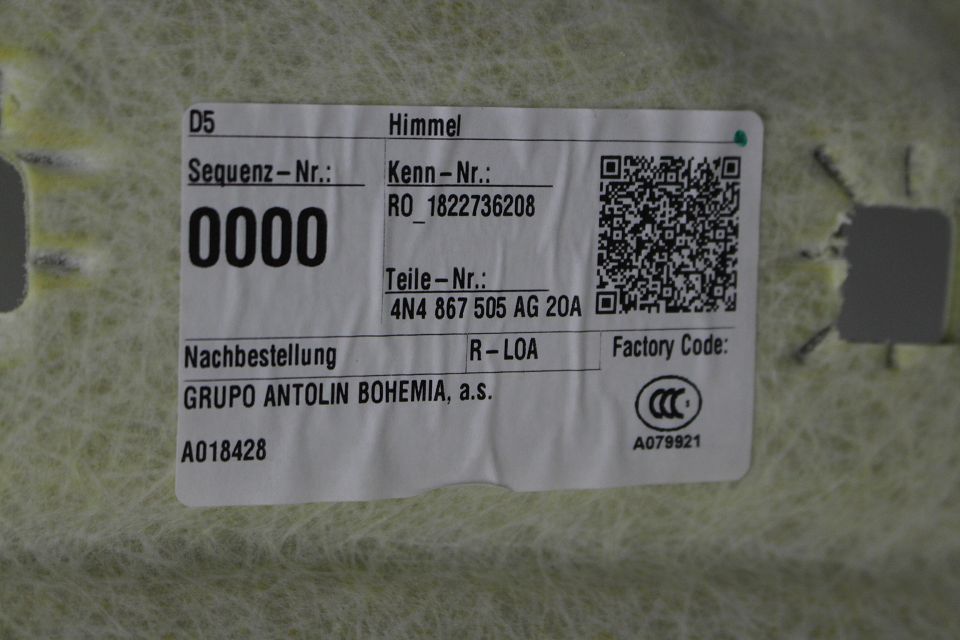 D5 Himmel
Sequenz-Nr.: Kenn-Nr.:
0000 RO_1822736208
Teile-Nr.:
4N4 867 505 AG 20A
Nachbestellung R-LOA Factory Code:
GRUPO ANTOLIN BOHEMIA, a.s.
CCC S
A079921
A018428